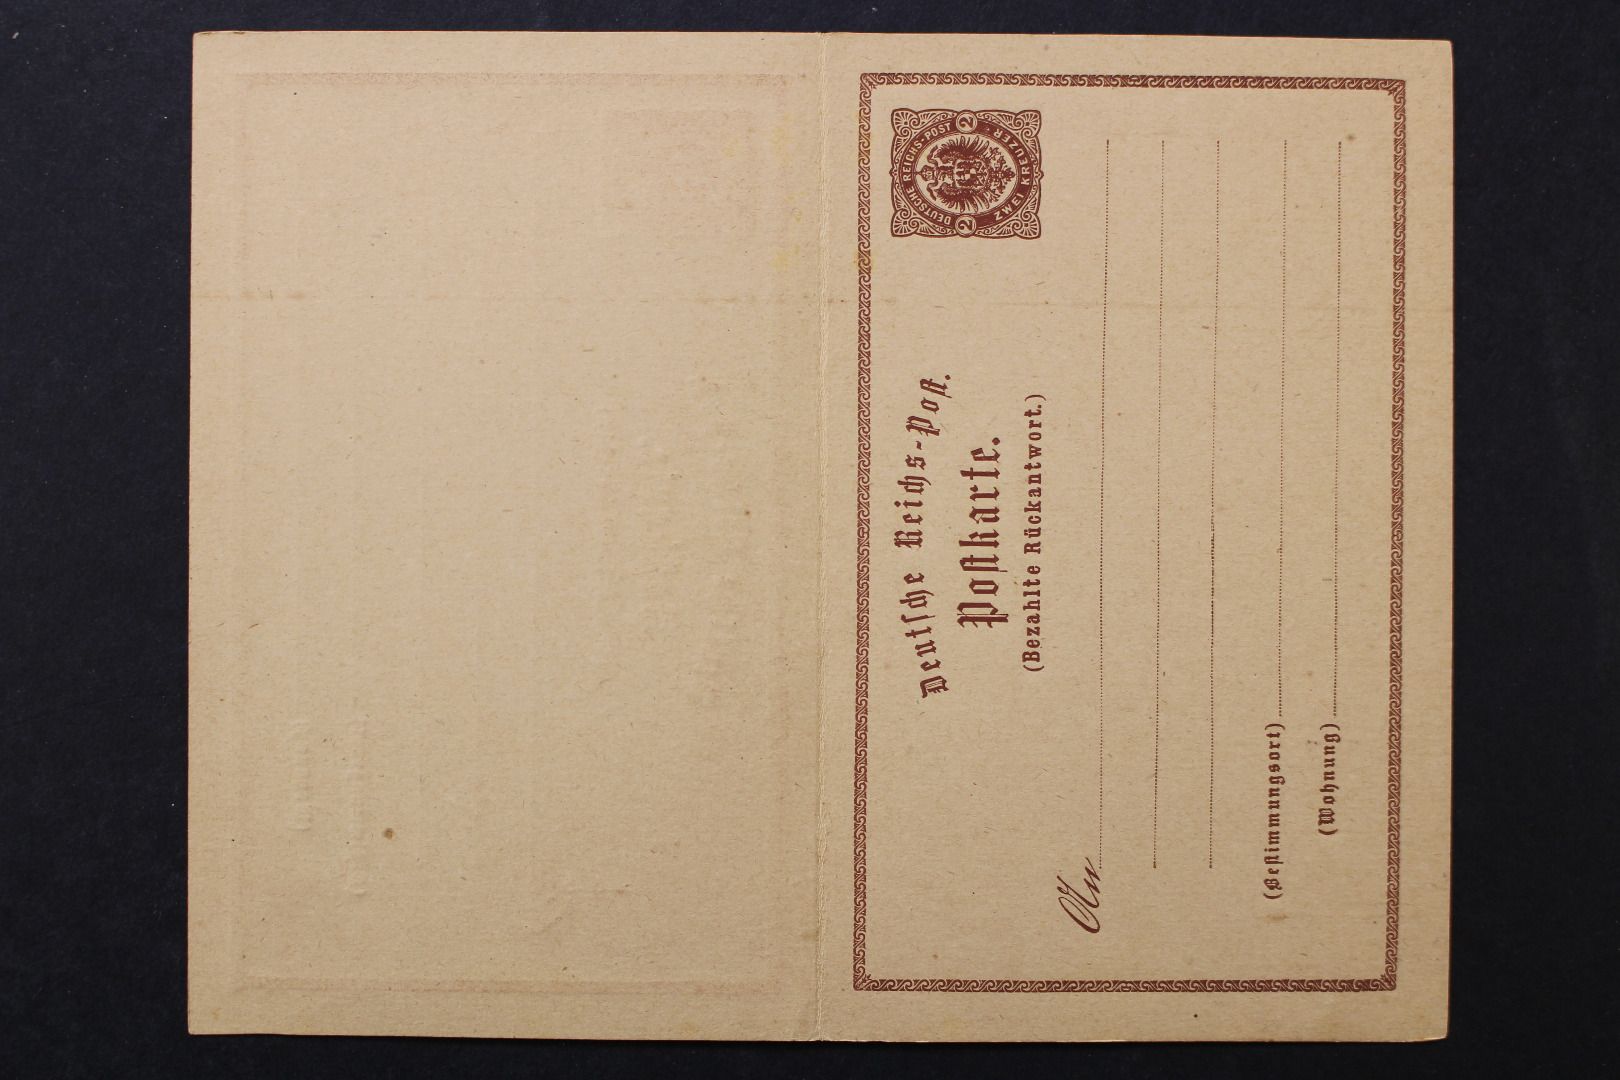 DEUTSCHE REICHS-POST
2 2
ZWEI KREUZER
Deutsche Reichs-Post.
Postkarte.
(Bezahlte Rückantwort.)
An
(Bestimmungsort)
(Wohnung)